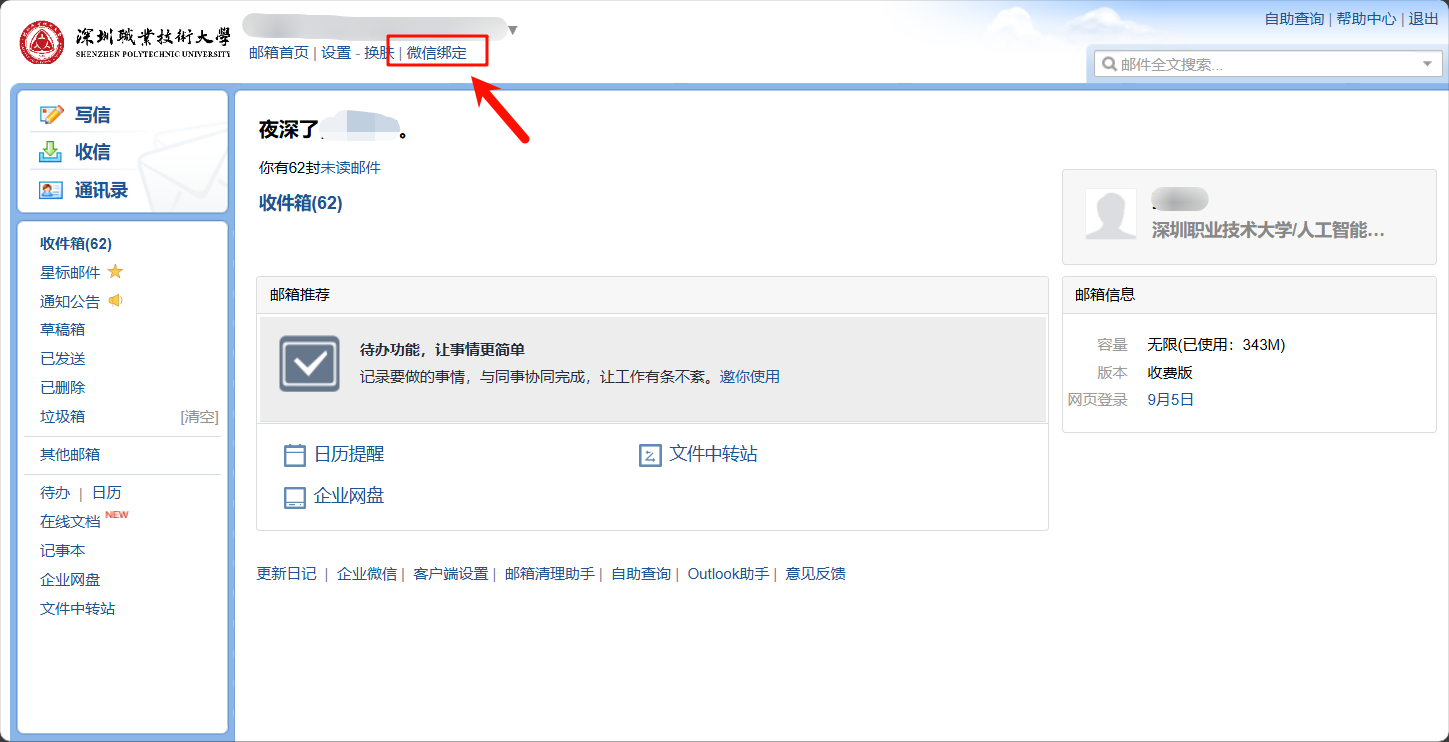 深圳職業技術大學
SHENZHEN POLYTECHNIC UNIVERSITY
邮箱首页 | 设置 - 换肤 | 微信绑定
自助查询 | 帮助中心 | 退出
邮件全文搜索...
写信
收信
通讯录
收件箱(62)
星标邮件
通知公告
草稿箱
已发送
已删除
垃圾箱 [清空]
其他邮箱
待办 | 日历
在线文档 NEW
记事本
企业网盘
文件中转站
夜深了 。
你有62封未读邮件
收件箱(62)
邮箱推荐
待办功能，让事情更简单
记录要做的事情，与同事协同完成，让工作有条不紊。邀你使用
日历提醒
文件中转站
企业网盘
更新日记 | 企业微信 | 客户端设置 | 邮箱清理助手 | 自助查询 | Outlook助手 | 意见反馈
深圳职业技术大学/人工智能...
邮箱信息
容量 无限(已使用：343M)
版本 收费版
网页登录 9月5日